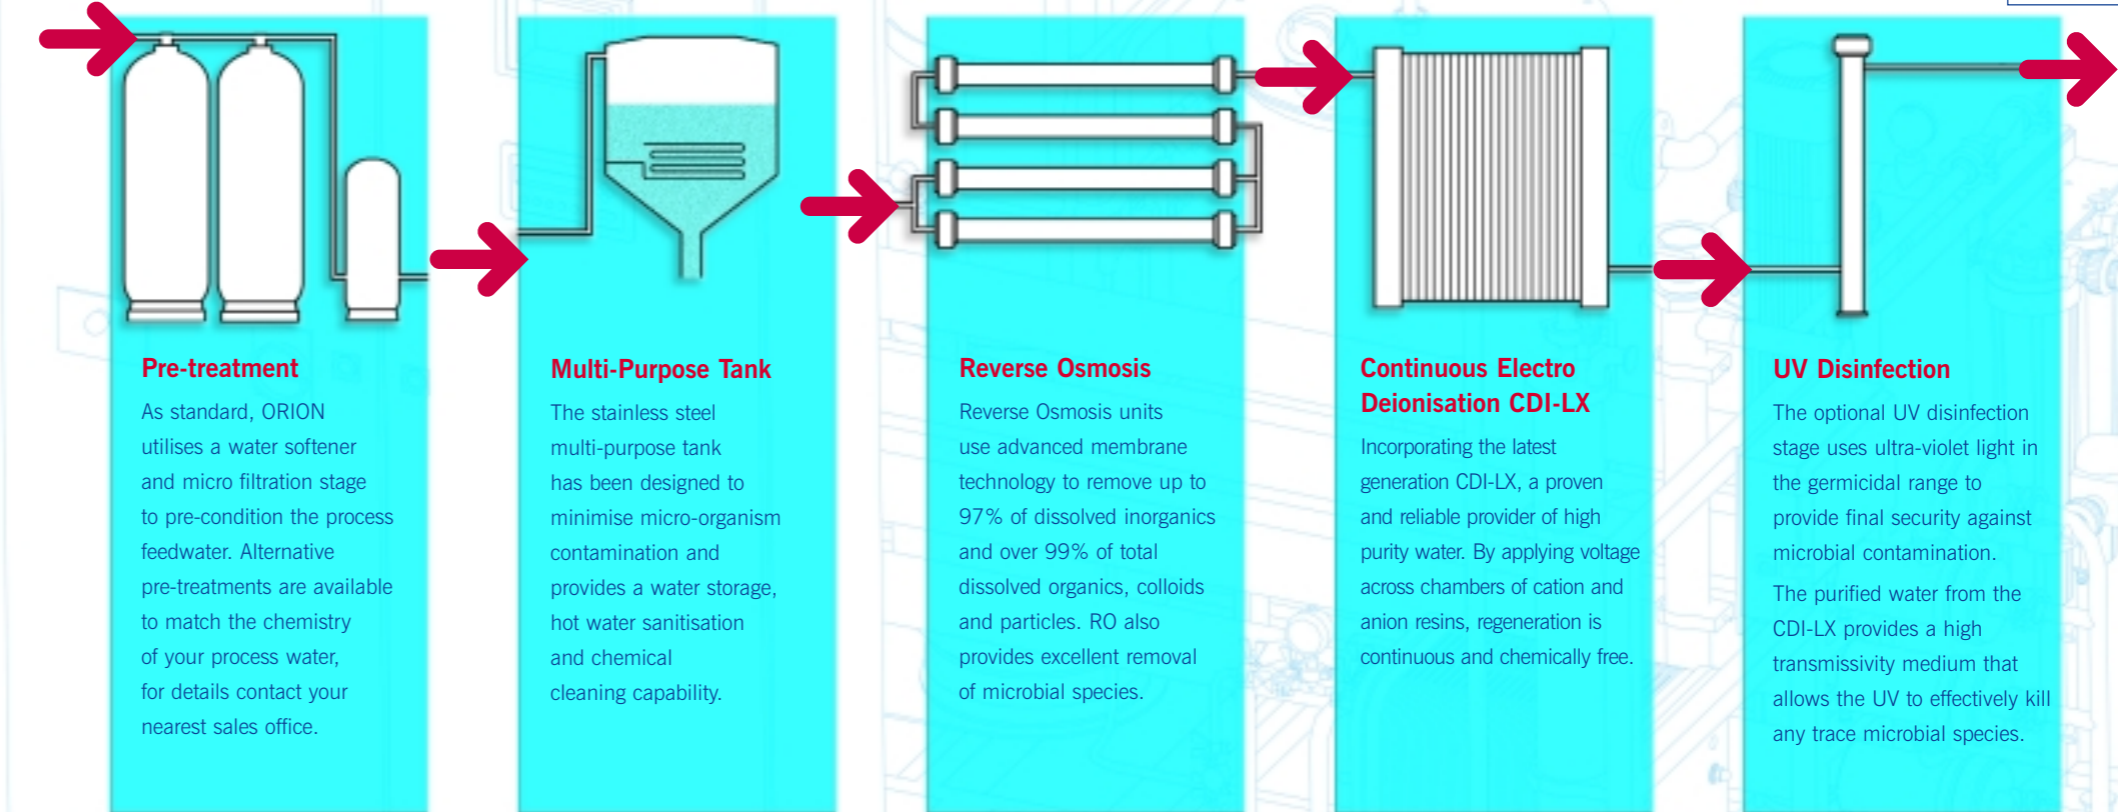 Pre-treatment
As standard, ORION
utilises a water softener
and micro filtration stage
to pre-condition the process
feedwater. Alternative
pre-treatments are available
to match the chemistry
of your process water,
for details contact your
nearest sales office.
Multi-Purpose Tank
The stainless steel
multi-purpose tank
has been designed to
minimise micro-organism
contamination and
provides a water storage,
hot water sanitisation
and chemical
cleaning capability.
Reverse Osmosis
Reverse Osmosis units
use advanced membrane
technology to remove up to
97% of dissolved inorganics
and over 99% of total
dissolved organics, colloids
and particles. RO also
provides excellent removal
of microbial species.
Continuous Electro
Deionisation CDI-LX
Incorporating the latest
generation CDI-LX, a proven
and reliable provider of high
purity water. By applying voltage
across chambers of cation and
anion resins, regeneration is
continuous and chemically free.
UV Disinfection
The optional UV disinfection
stage uses ultra-violet light in
the germicidal range to
provide final security against
microbial contamination.
The purified water from the
CDI-LX provides a high
transmissivity medium that
allows the UV to effectively kill
any trace microbial species.